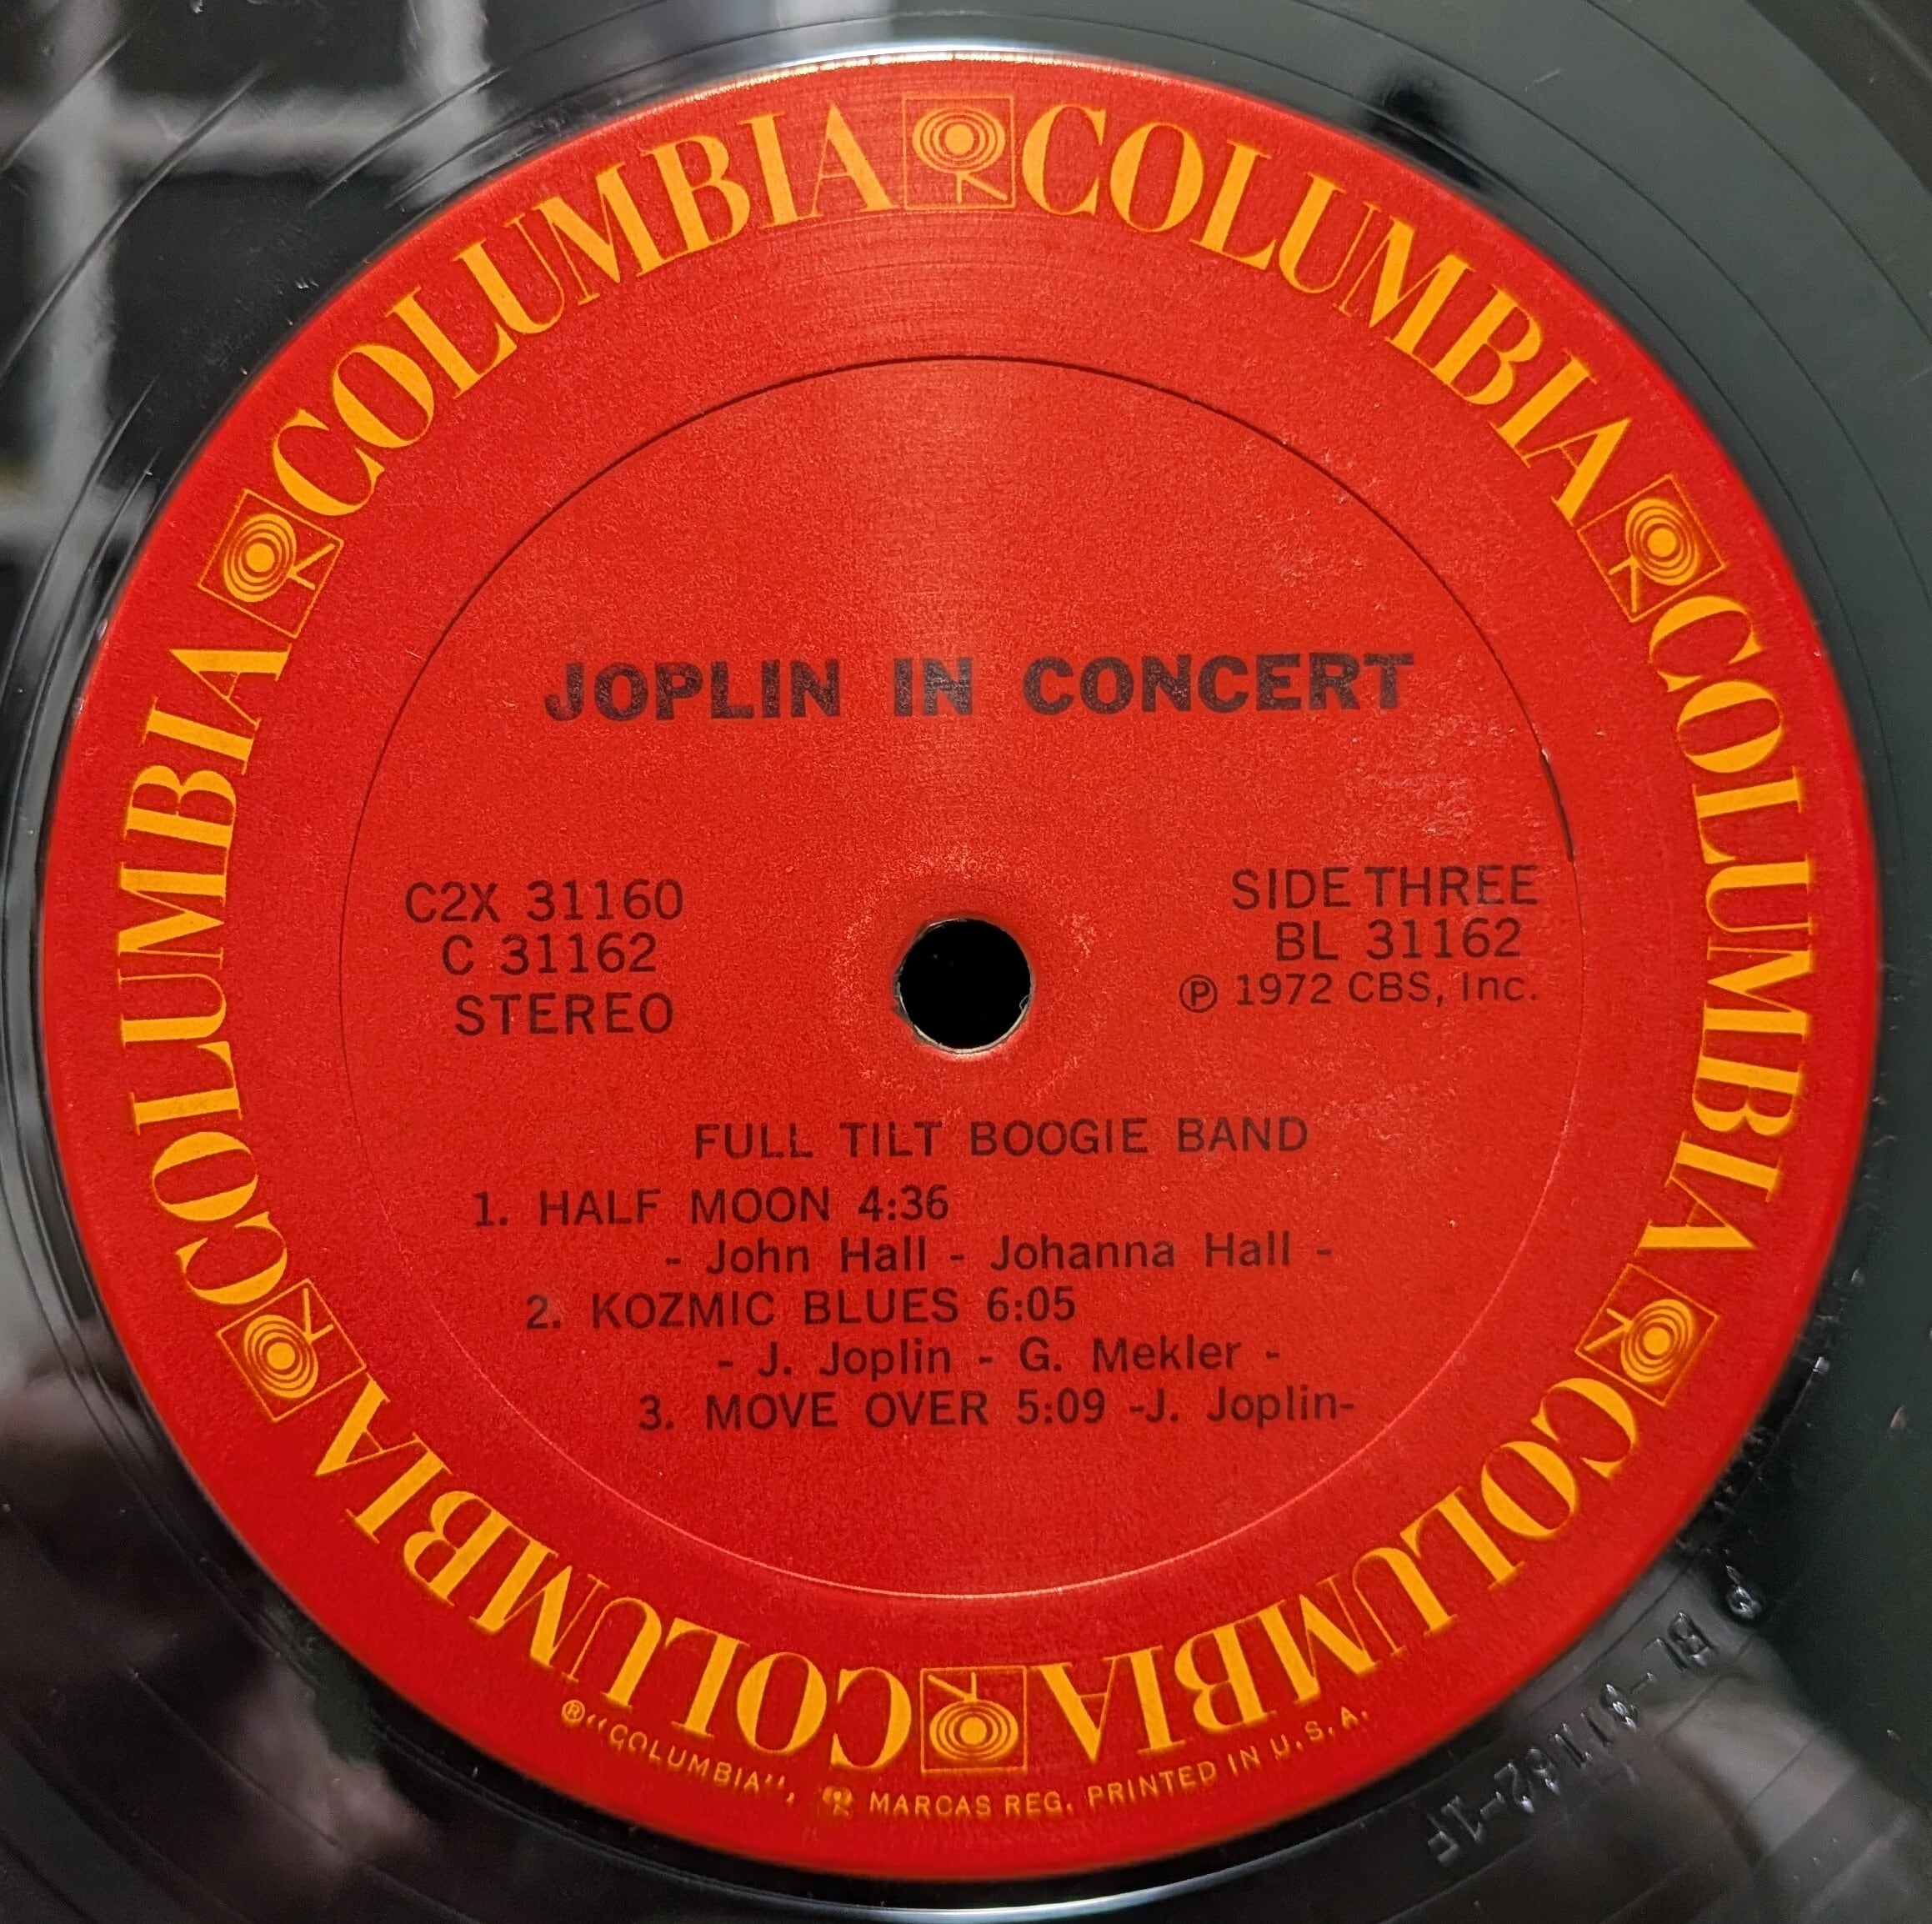 COLUMBIA COLUMBIA COLUMBIA COLUMBIA COLUMBIA COLUMBIA
JOPLIN IN CONCERT
C2X 31160
C 31162
STEREO
SIDE THREE
BL 31162
Ⓟ 1972 CBS, Inc.
FULL TILT BOOGIE BAND
1. HALF MOON 4:36
- John Hall - Johanna Hall -
2. KOZMIC BLUES 6:05
- J. Joplin - G. Mekler -
3. MOVE OVER 5:09 -J. Joplin-
®"COLUMBIA", MARCAS REG. PRINTED IN U.S.A.
BL-31162-1F